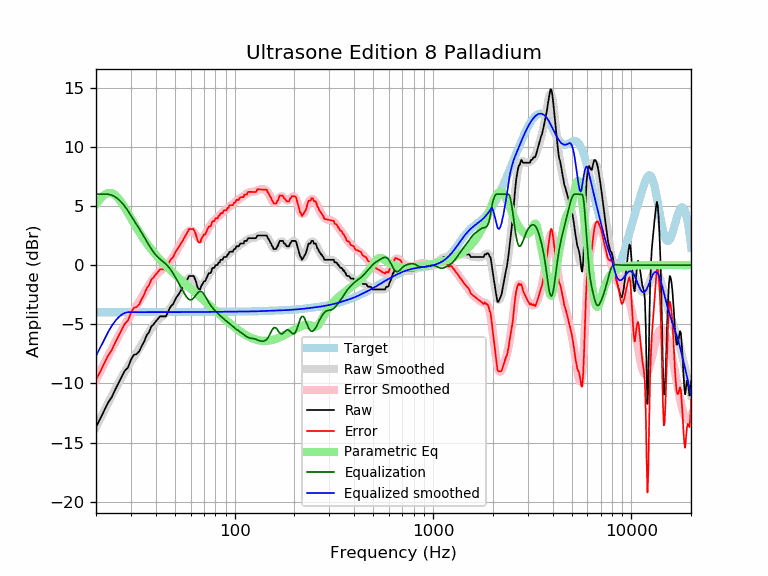 Ultrasone Edition 8 Palladium
15
10
5
0
−5
−10
−15
−20
Amplitude (dBr)
Target
Raw Smoothed
Error Smoothed
Raw
Error
Parametric Eq
Equalization
Equalized smoothed
100
1000
10000
Frequency (Hz)